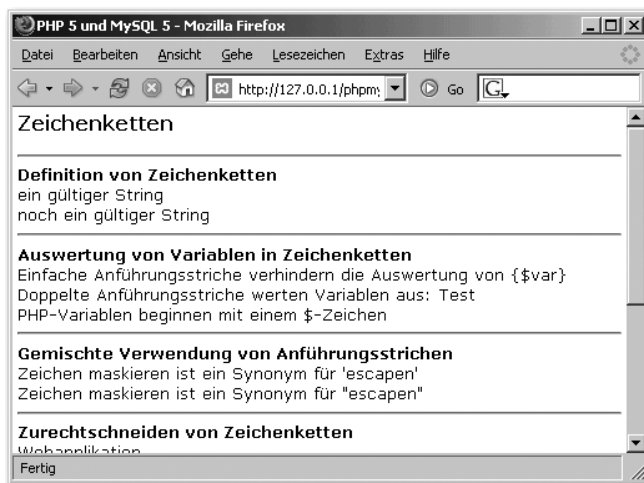 PHP 5 und MySQL 5 - Mozilla Firefox
Datei Bearbeiten Ansicht Gehe Lesezeichen Extras Hilfe
http://127.0.0.1/phpmy Go G
Zeichenketten
Definition von Zeichenketten
ein gültiger String
noch ein gültiger String
Auswertung von Variablen in Zeichenketten
Einfache Anführungsstriche verhindern die Auswertung von {$var}
Doppelte Anführungsstriche werten Variablen aus: Test
PHP-Variablen beginnen mit einem $-Zeichen
Gemischte Verwendung von Anführungsstrichen
Zeichen maskieren ist ein Synonym für 'escapen'
Zeichen maskieren ist ein Synonym für "escapen"
Zurechtschneiden von Zeichenketten
Webapplikation
Fertig